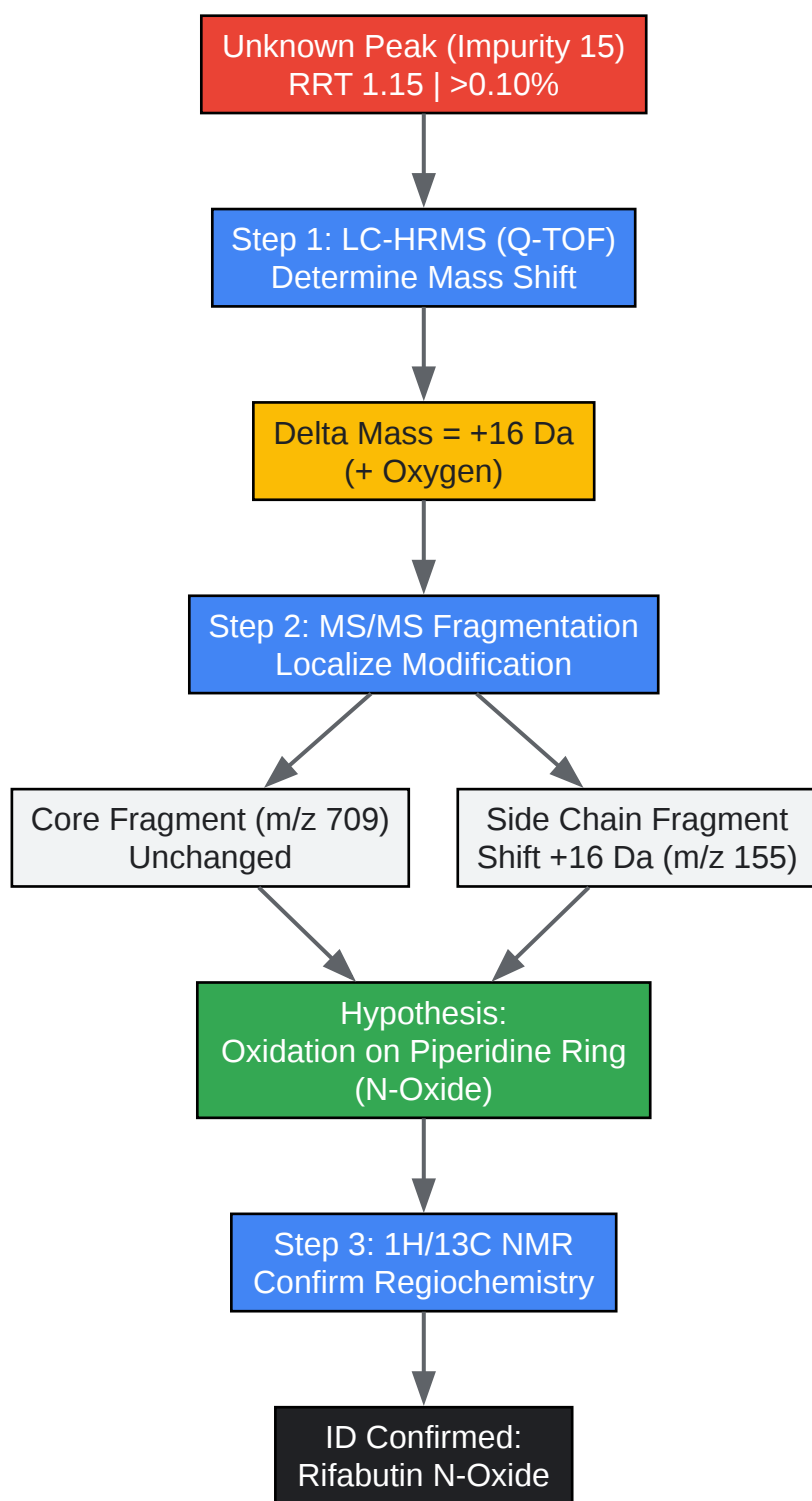 Unknown Peak (Impurity 15)
RRT 1.15 | >0.10%
Step 1: LC-HRMS (Q-TOF)
Determine Mass Shift
Delta Mass = +16 Da
(+ Oxygen)
Step 2: MS/MS Fragmentation
Localize Modification
Core Fragment (m/z 709)
Unchanged
Side Chain Fragment
Shift +16 Da (m/z 155)
Hypothesis:
Oxidation on Piperidine Ring
(N-Oxide)
Step 3: 1H/13C NMR
Confirm Regiochemistry
ID Confirmed:
Rifabutin N-Oxide